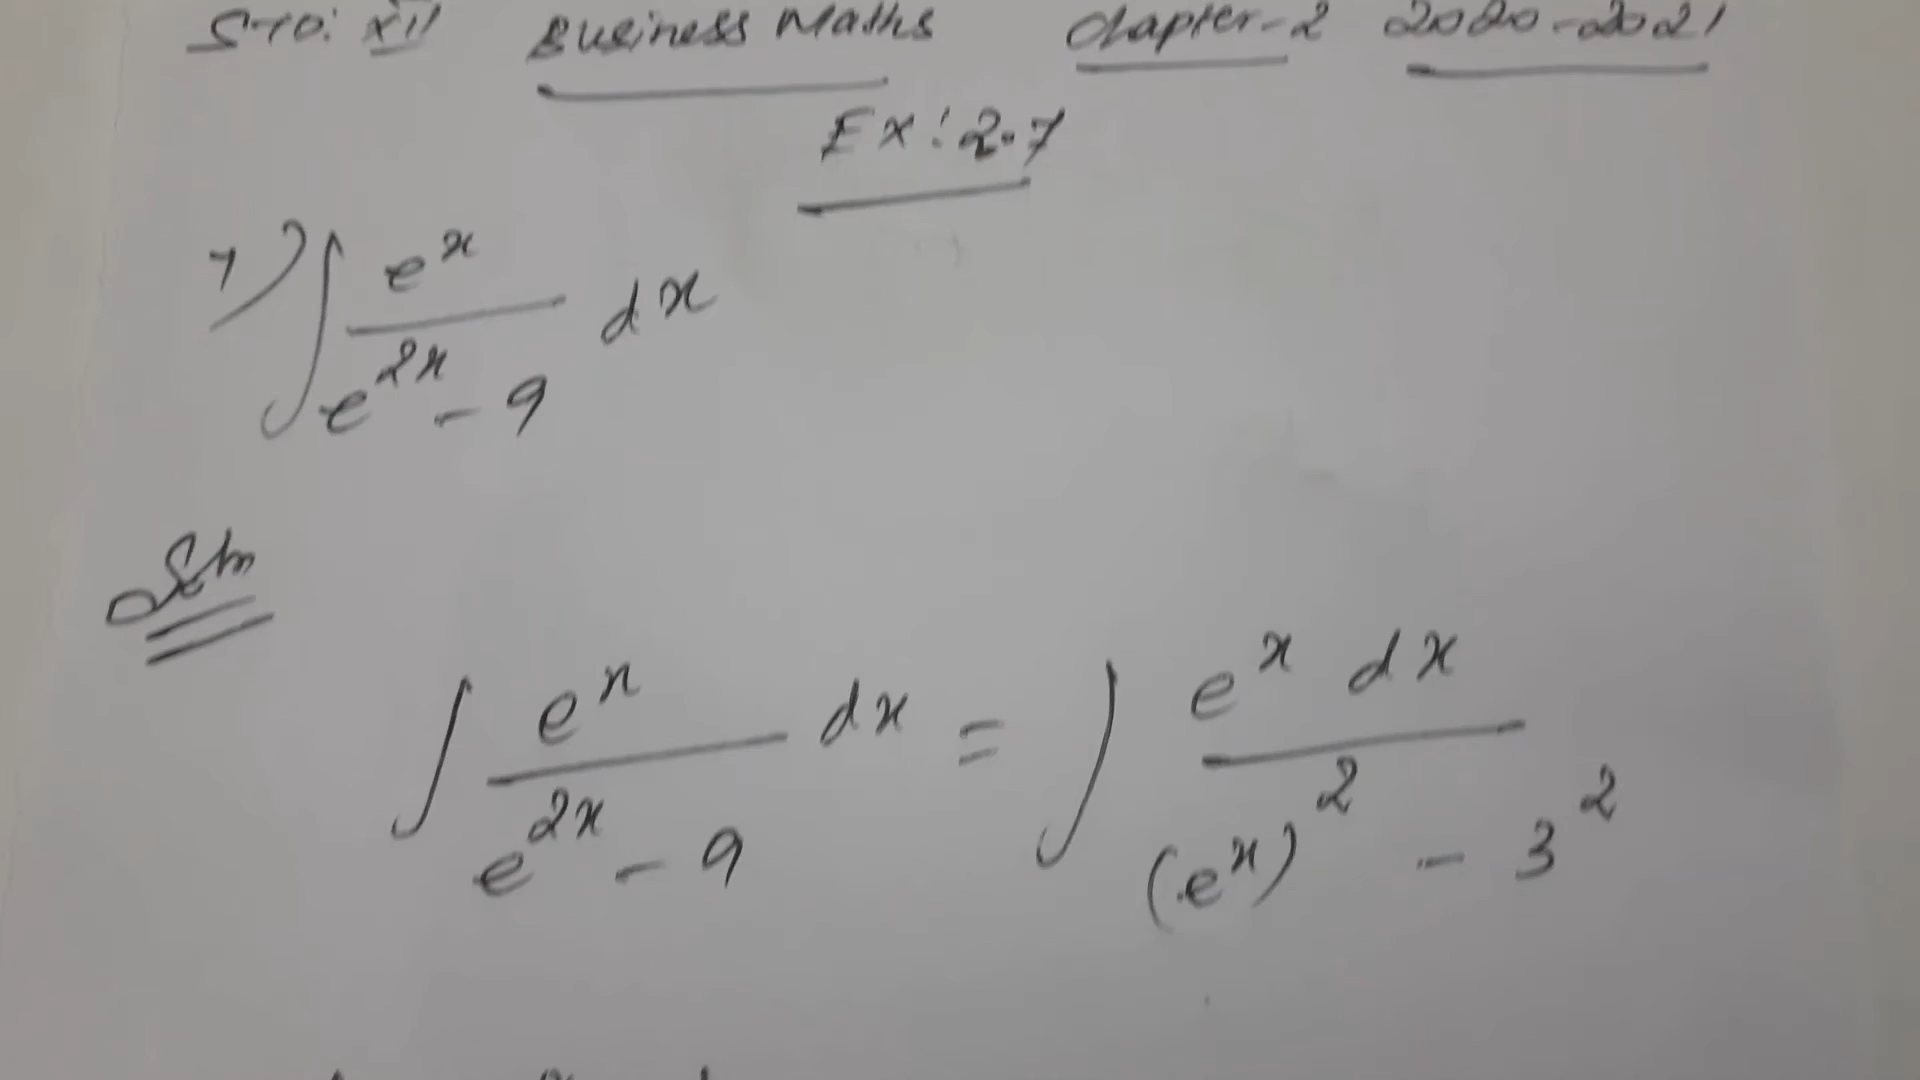 STD: XII Business Maths Chapter-2 2020-2021
EX: 2.7
7) ∫ e^x / (e^{2x} - 9) dx
Soln
∫ e^x / (e^{2x} - 9) dx = ∫ e^x dx / ((e^x)^2 - 3^2)